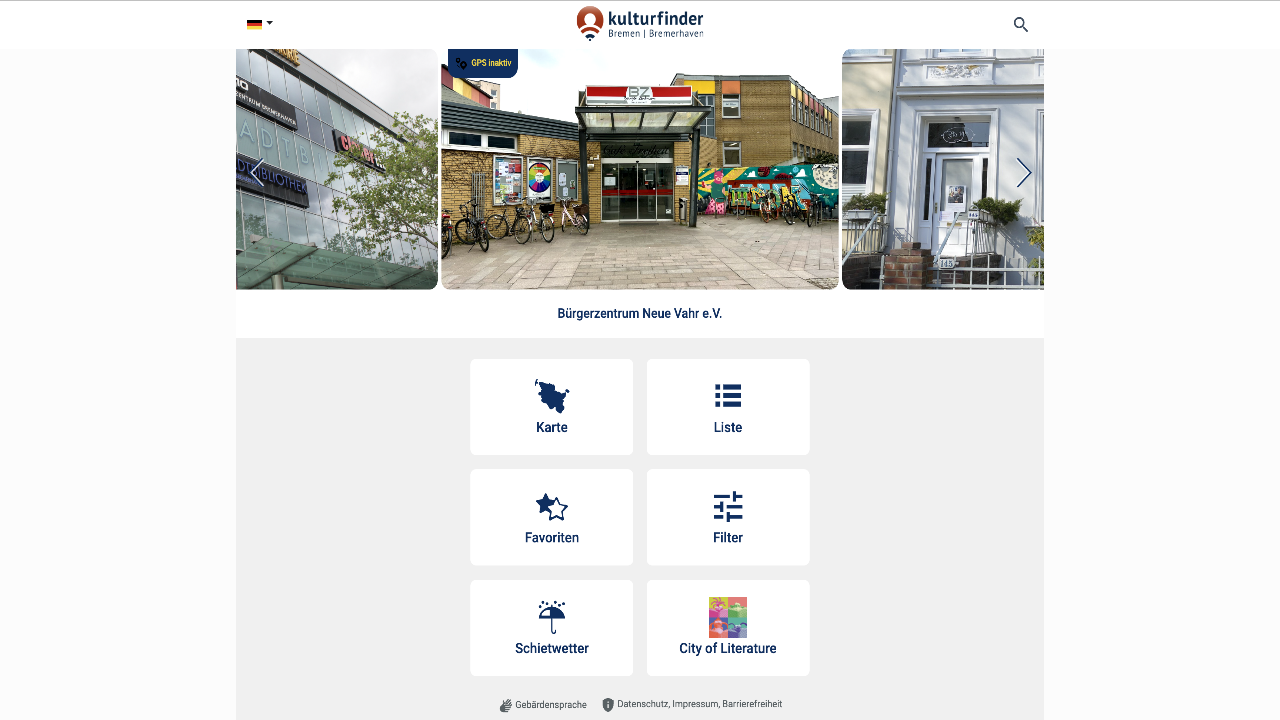 kulturfinder
Bremen | Bremerhaven
GPS inaktiv
BZ
Bürgerzentrum Neue Vahr e.V.
Karte
Liste
Favoriten
Filter
Schietwetter
City of Literature
Gebärdensprache
Datenschutz, Impressum, Barrierefreiheit